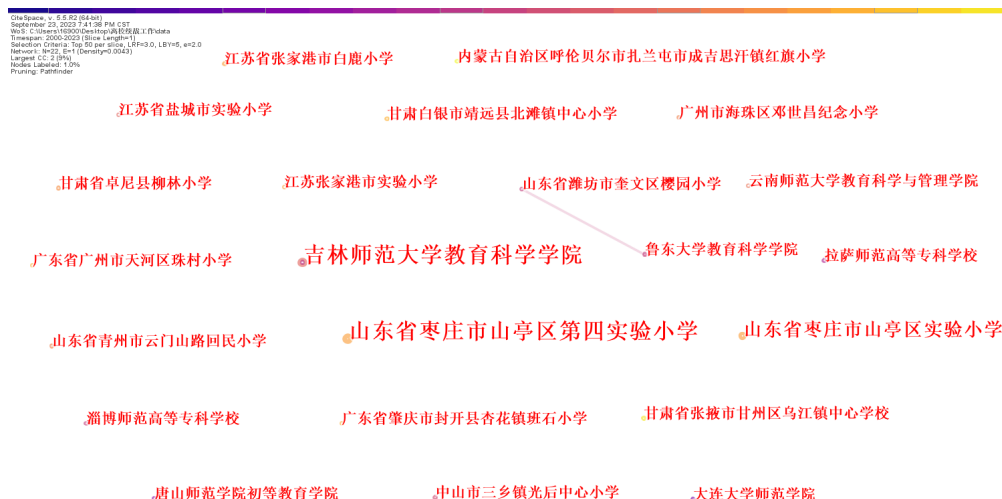 CiteSpace, v. 5.5.R2 (64-bit)
September 23, 2023 7:41:38 PM CST
WoS: C:\Users\16900\Desktop\高校技战工作\data
Timespan: 2000-2023 (Slice Length=1)
Selection Criteria: Top 50 per slice, LRF=3.0, LBY=5, e=2.0
Network: N=22, E=1 (Density=0.0043)
Largest CC: 2 (9%)
Nodes Labeled: 1.0%
Pruning: Pathfinder
江苏省张家港市白鹿小学
内蒙古自治区呼伦贝尔市扎兰屯市成吉思汗镇红旗小学
江苏省盐城市实验小学
甘肃白银市靖远县北滩镇中心小学
广州市海珠区邓世昌纪念小学
甘肃省卓尼县柳林小学
江苏张家港市实验小学
山东省潍坊市奎文区樱园小学
云南师范大学教育科学与管理学院
广东省广州市天河区珠村小学
吉林师范大学教育科学学院
鲁东大学教育科学学院
拉萨师范高等专科学校
山东省青州市云门山路回民小学
山东省枣庄市山亭区第四实验小学
山东省枣庄市山亭区实验小学
淄博师范高等专科学校
广东省肇庆市封开县杏花镇班石小学
甘肃省张掖市甘州区乌江镇中心学校
唐山师范学院初等教育学院
中山市三乡镇光后中心小学
大连大学师范学院